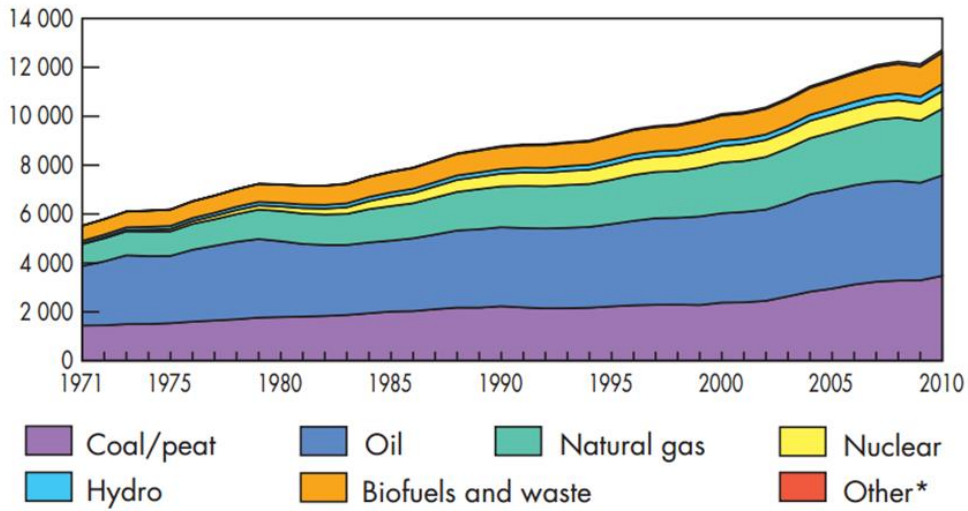 14 000
12 000
10 000
8 000
6 000
4 000
2 000
0
1971 1975 1980 1985 1990 1995 2000 2005 2010
Coal/peat Oil Natural gas Nuclear
Hydro Biofuels and waste Other*